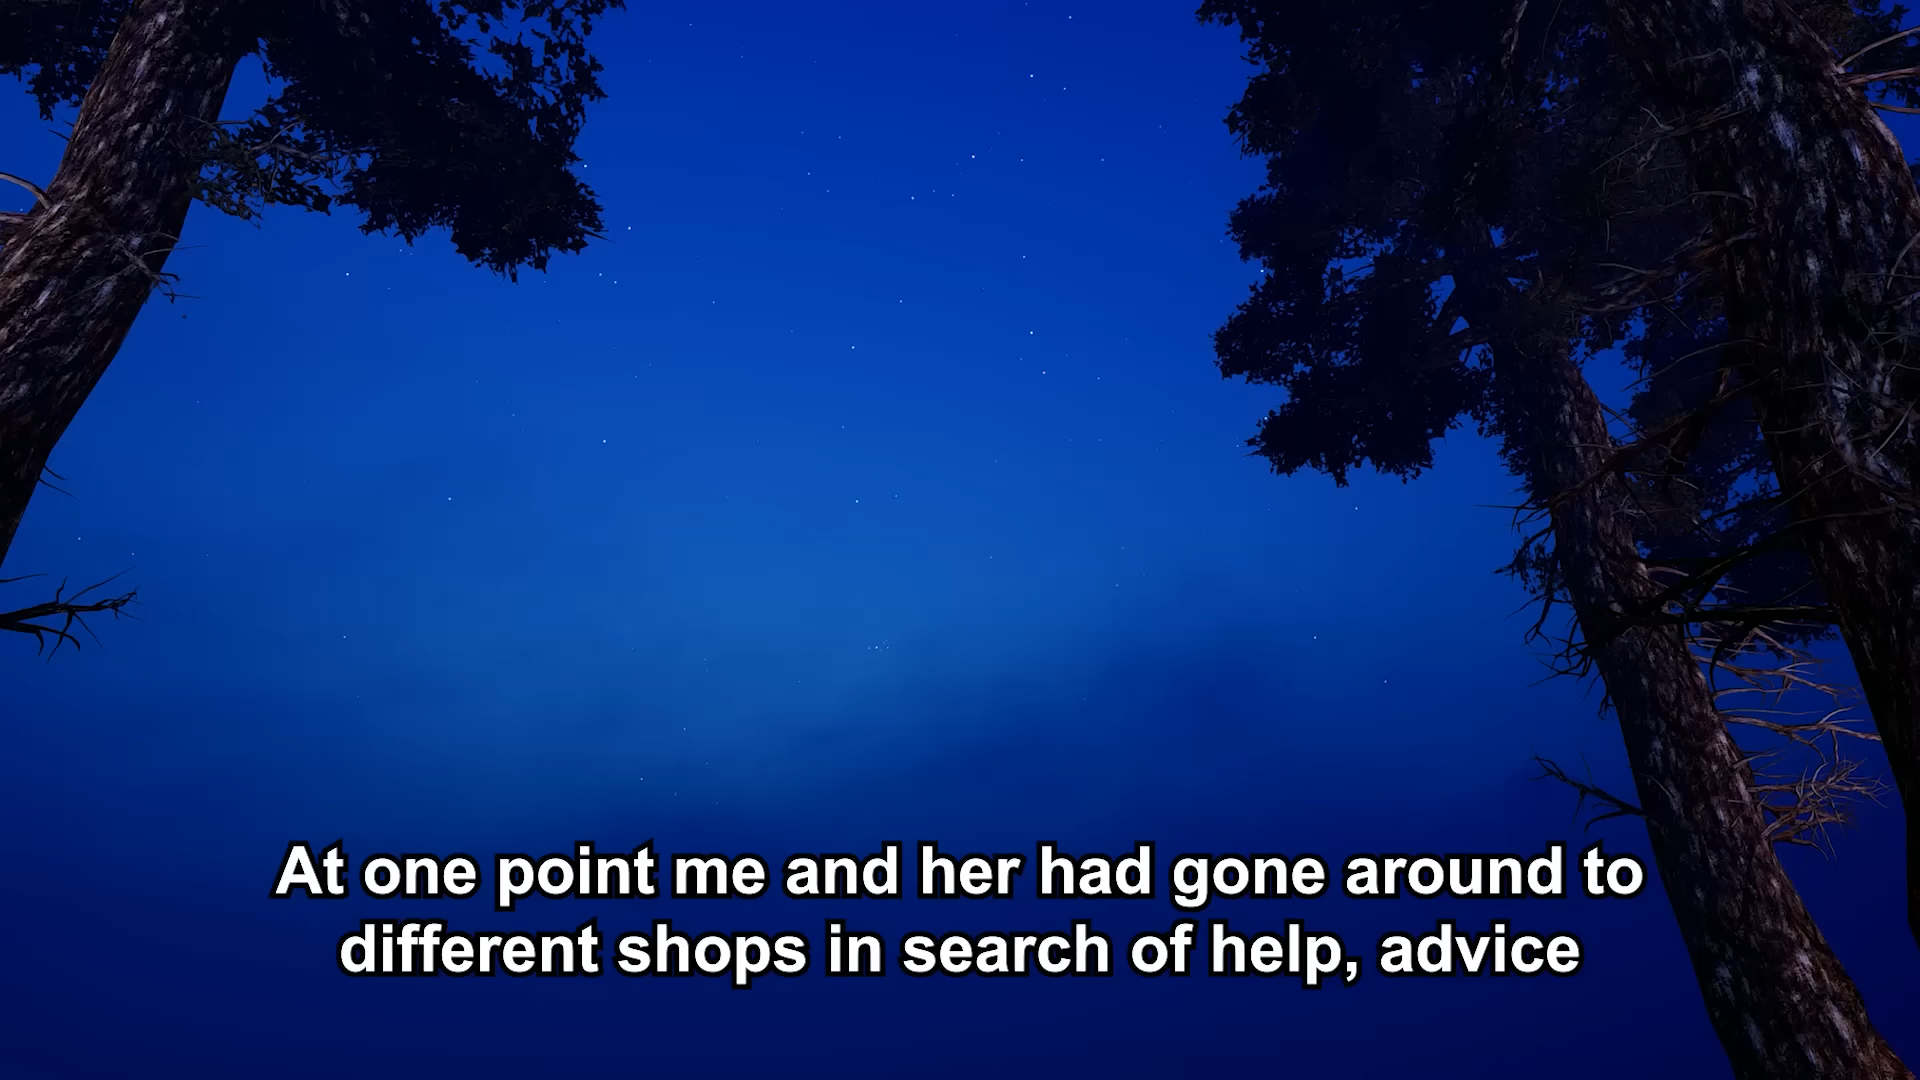 At one point me and her had gone around to
different shops in search of help, advice